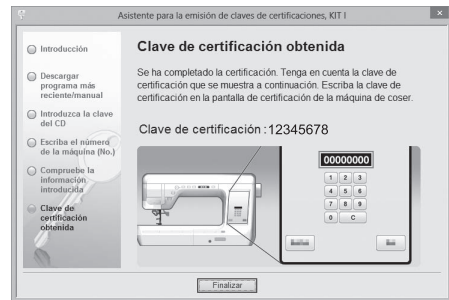 Asistente para la emisión de claves de certificaciones, KIT I
Introducción
Descargar
programa más
reciente/manual
Introduzca la clave
del CD
Escriba el número
de la máquina (No.)
Compruebe la
información
introducida
Clave de
certificación
obtenida
Clave de certificación obtenida
Se ha completado la certificación. Tenga en cuenta la clave de
certificación que se muestra a continuación. Escriba la clave de
certificación en la pantalla de certificación de la máquina de coser.
Clave de certificación :12345678
00000000
1 2 3
4 5 6
7 8 9
0 C
Finalizar